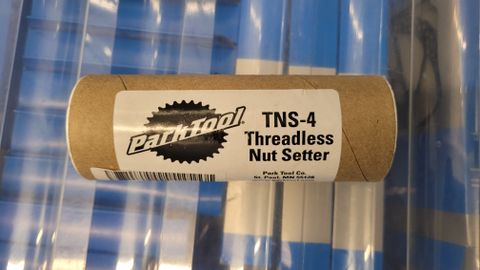 ParkTool
TNS-4
Threadless
Nut Setter
Park Tool Co.
St. Paul, MN